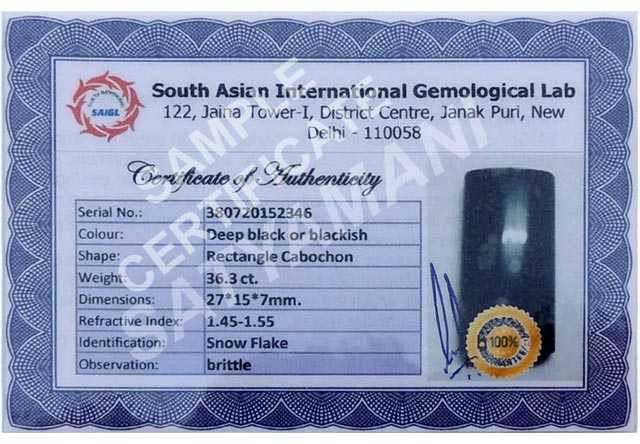 SAIGL
South Asian International Gemological Lab
122, Jaina Tower-I, District Centre, Janak Puri, New
Delhi - 110058
Certificate of Authenticity
Serial No.: 380720152346
Colour: Deep black or blackish
Shape: Rectangle Cabochon
Weight: 36.3 ct.
Dimensions: 27*15*7mm.
Refractive Index: 1.45-1.55
Identification: Snow Flake
Observation: brittle
100%
SAMPLE
CERTIFICATE
SATYAMANI